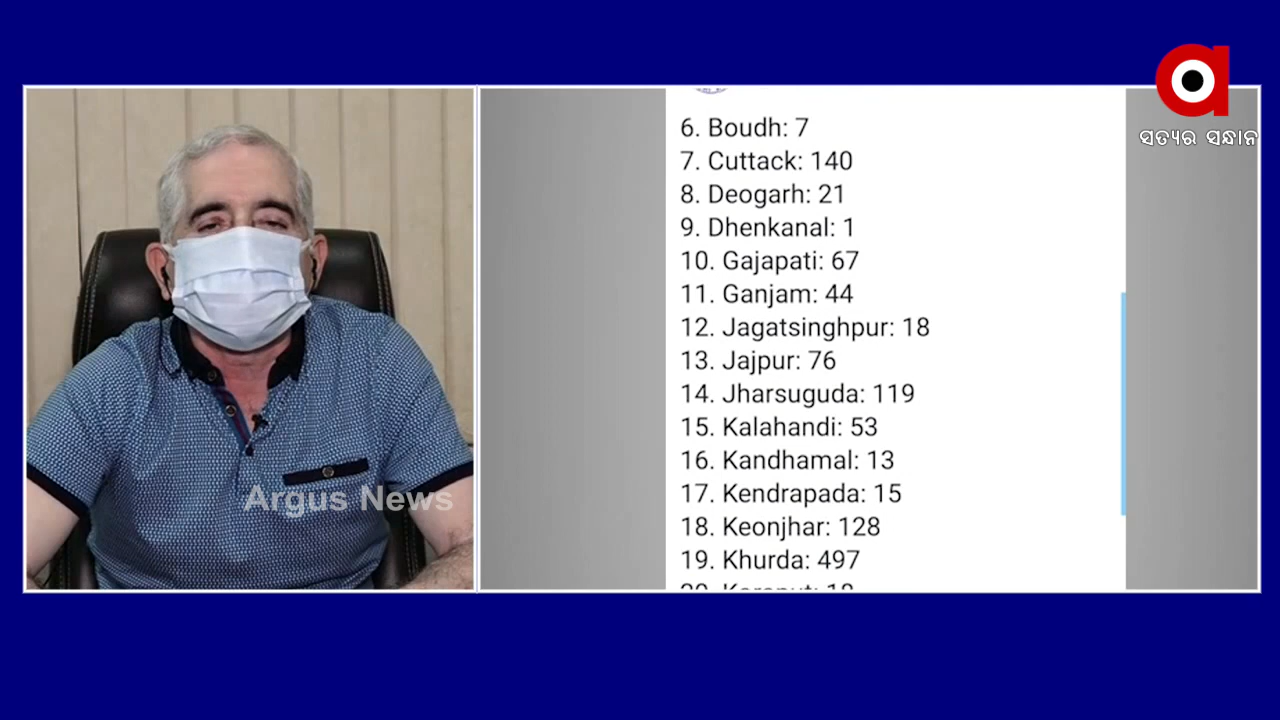 ସତ୍ୟର ସନ୍ଧାନ
6. Boudh: 7
7. Cuttack: 140
8. Deogarh: 21
9. Dhenkanal: 1
10. Gajapati: 67
11. Ganjam: 44
12. Jagatsinghpur: 18
13. Jajpur: 76
14. Jharsuguda: 119
15. Kalahandi: 53
16. Kandhamal: 13
17. Kendrapada: 15
18. Keonjhar: 128
19. Khurda: 497
Argus News